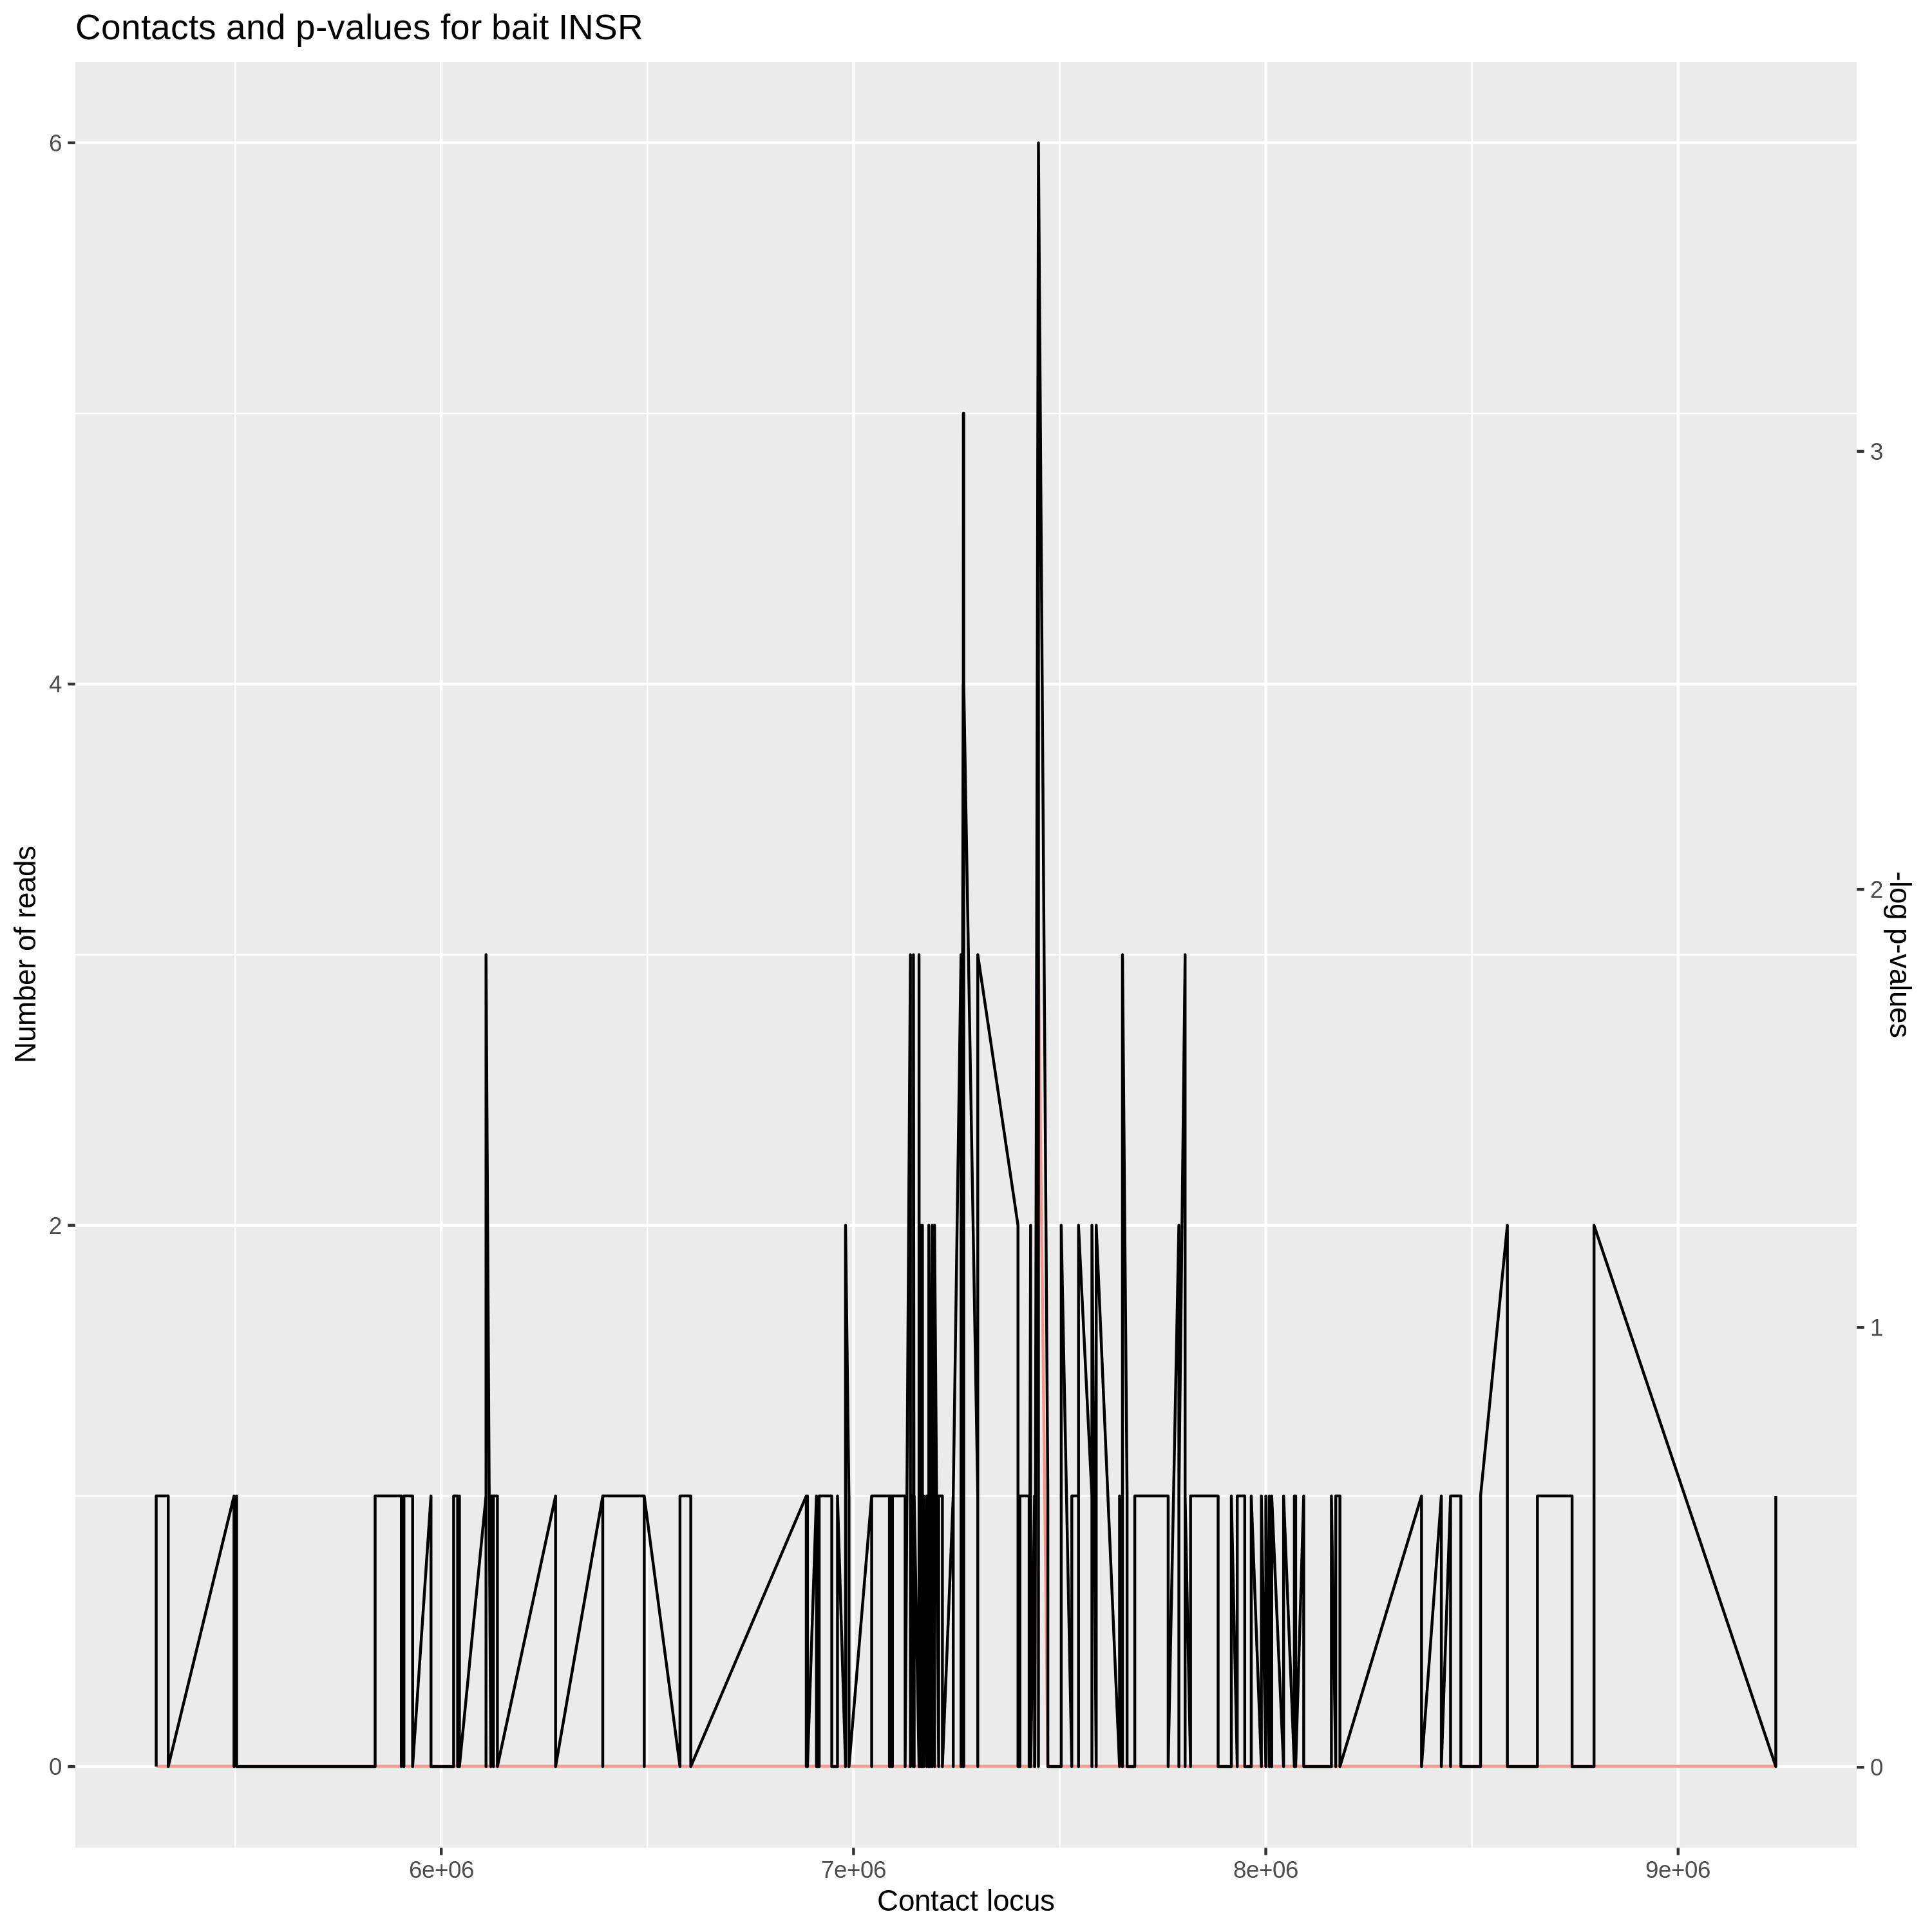 Contacts and p-values for bait INSR
6
4
2
0
Number of reads
3
2
1
0
-log p-values
6e+06
7e+06
8e+06
9e+06
Contact locus